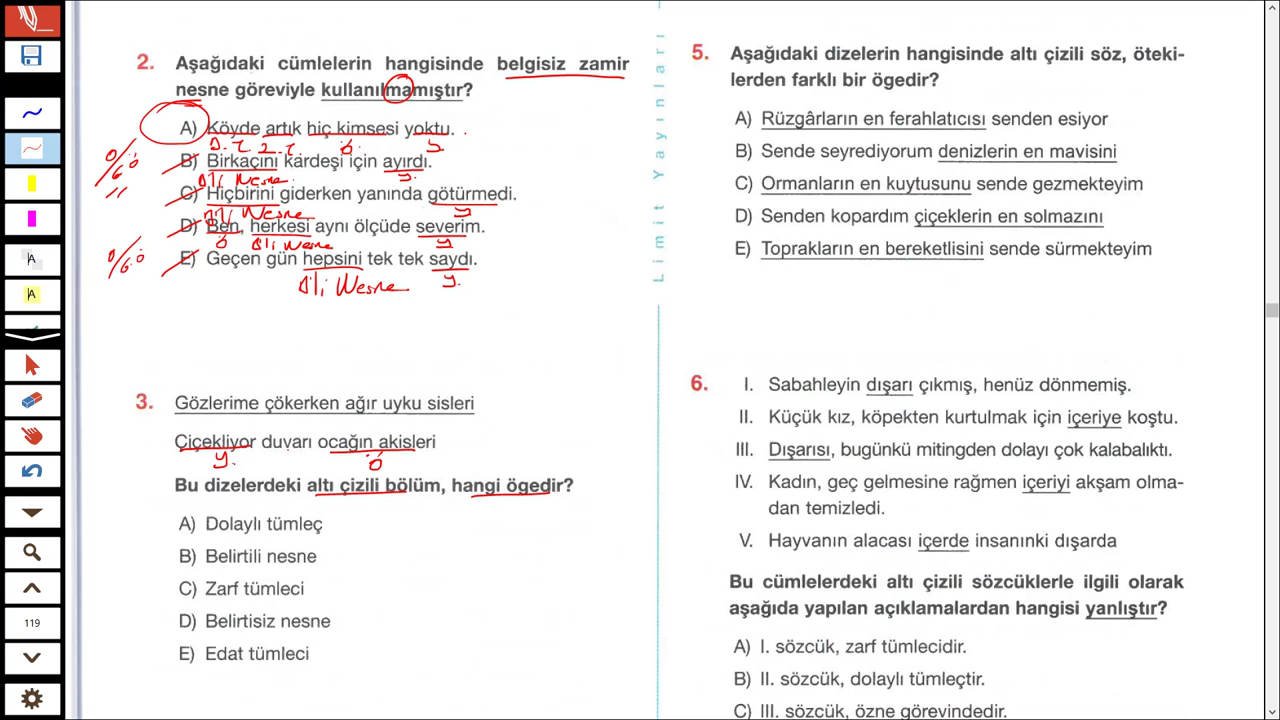 2. Aşağıdaki cümlelerin hangisinde belgisiz zamir
nesne göreviyle kullanılmamıştır?
A) Köyde artık hiç kimsesi yoktu.
D.T Z.T Ö y
B) Birkaçını kardeşi için ayırdı.
B'li Nesne y.
C) Hiçbirini giderken yanında götürmedi.
B'li Nesne y
D) Ben, herkesi aynı ölçüde severim.
ö B'li Nesne y
E) Geçen gün hepsini tek tek saydı.
B'li Nesne y.
3. Gözlerime çökerken ağır uyku sisleri
Çiçekliyor duvarı ocağın akisleri
y. ö
Bu dizelerdeki altı çizili bölüm, hangi ögedir?
A) Dolaylı tümleç
B) Belirtili nesne
C) Zarf tümleci
D) Belirtisiz nesne
E) Edat tümleci
Limit Yayınları
5. Aşağıdaki dizelerin hangisinde altı çizili söz, öteki-
lerden farklı bir ögedir?
A) Rüzgârların en ferahlatıcısı senden esiyor
B) Sende seyrediyorum denizlerin en mavisini
C) Ormanların en kuytusunu sende gezmekteyim
D) Senden kopardım çiçeklerin en solmazını
E) Toprakların en bereketlisini sende sürmekteyim
6. I. Sabahleyin dışarı çıkmış, henüz dönmemiş.
II. Küçük kız, köpekten kurtulmak için içeriye koştu.
III. Dışarısı, bugünkü mitingden dolayı çok kalabalıktı.
IV. Kadın, geç gelmesine rağmen içeriyi akşam olma-
dan temizledi.
V. Hayvanın alacası içerde insanınki dışarda
Bu cümlelerdeki altı çizili sözcüklerle ilgili olarak
aşağıda yapılan açıklamalardan hangisi yanlıştır?
A) I. sözcük, zarf tümlecidir.
B) II. sözcük, dolaylı tümleçtir.
C) III. sözcük, özne görevindedir.
A
A
119